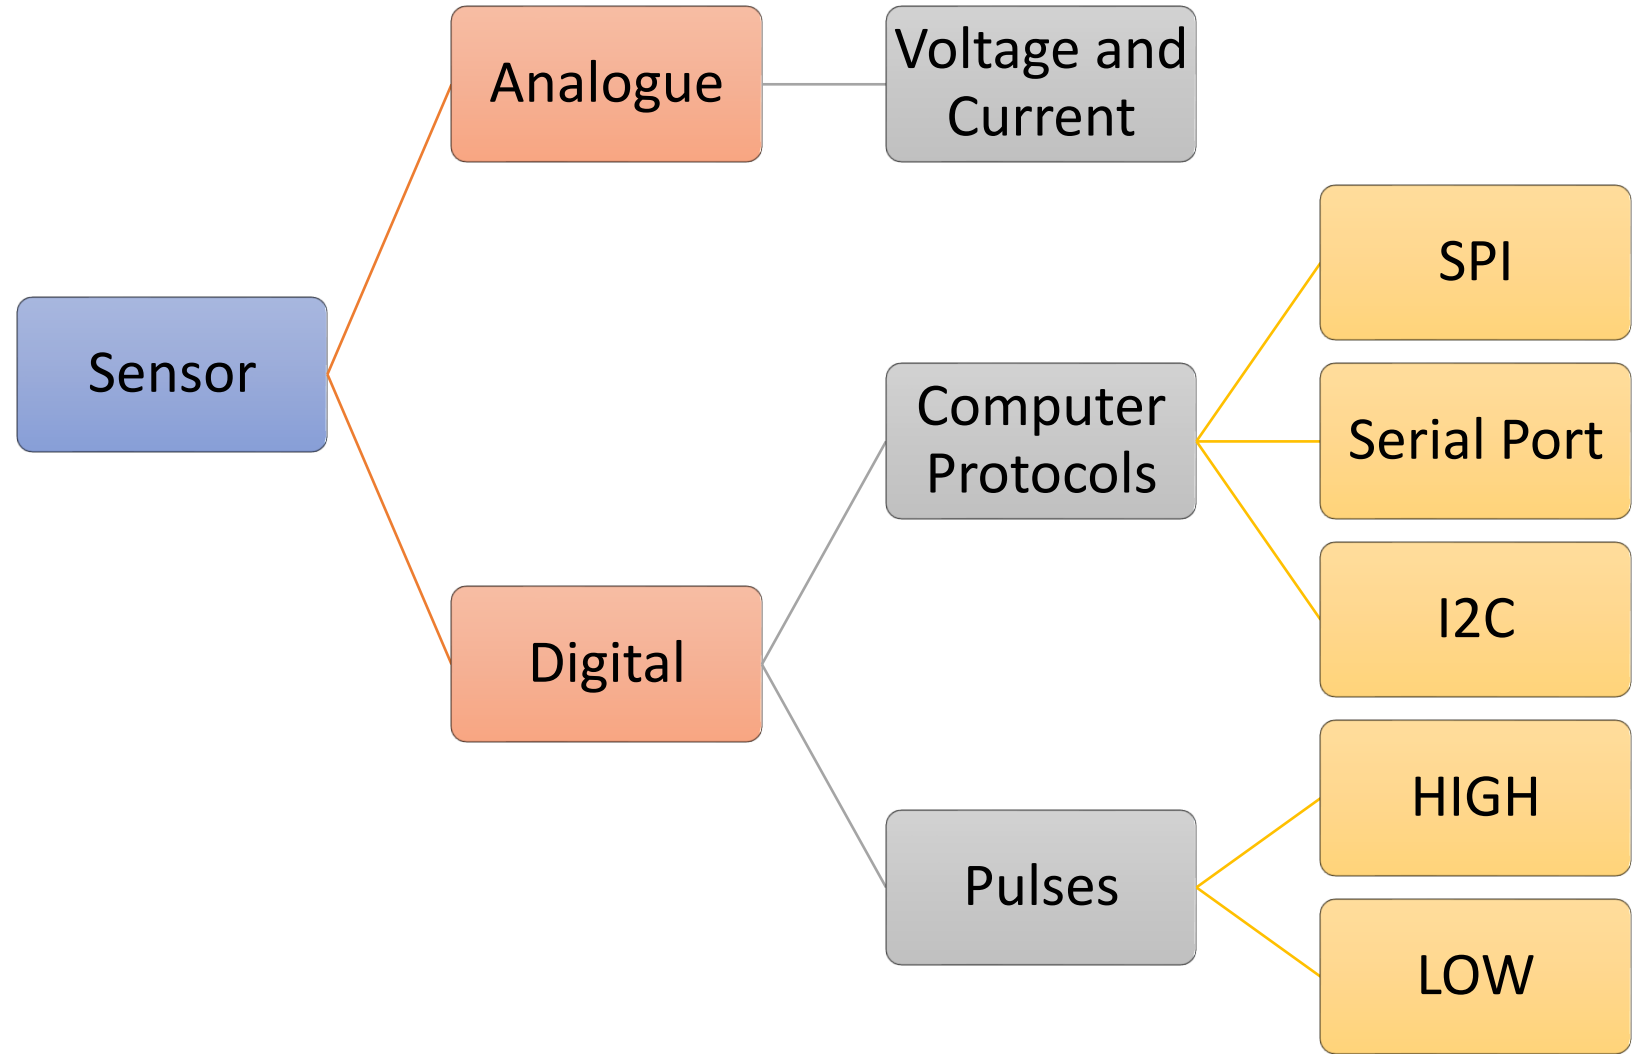 Sensor
Analogue
Voltage and
Current
Digital
Computer
Protocols
SPI
Serial Port
I2C
Pulses
HIGH
LOW